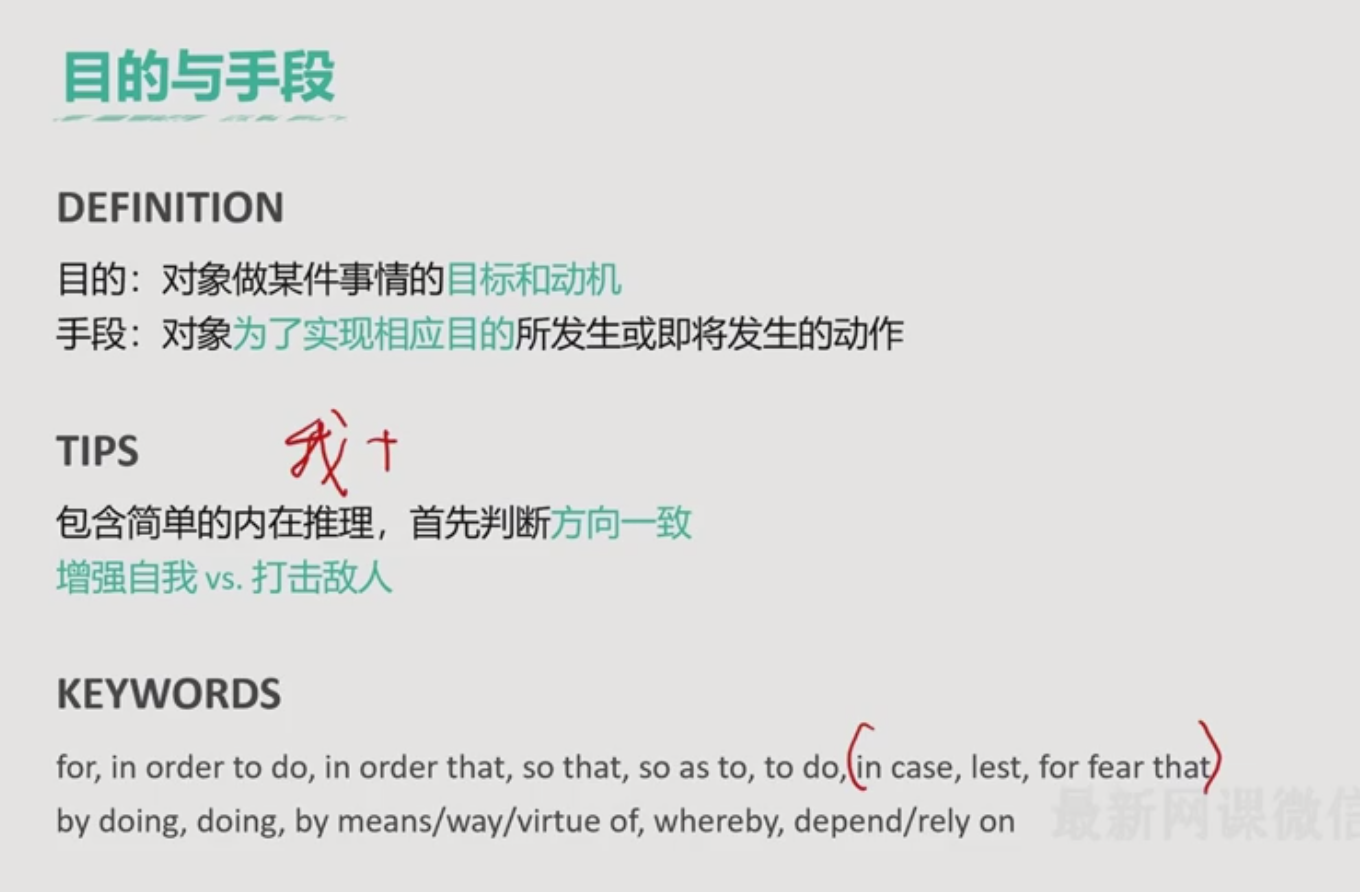 目的与手段
DEFINITION
目的：对象做某件事情的目标和动机
手段：对象为了实现相应目的所发生或即将发生的动作
TIPS
我 +
包含简单的内在推理，首先判断方向一致
增强自我 vs. 打击敌人
KEYWORDS
for, in order to do, in order that, so that, so as to, to do, (in case, lest, for fear that)
by doing, doing, by means/way/virtue of, whereby, depend/rely on
最新网课微信